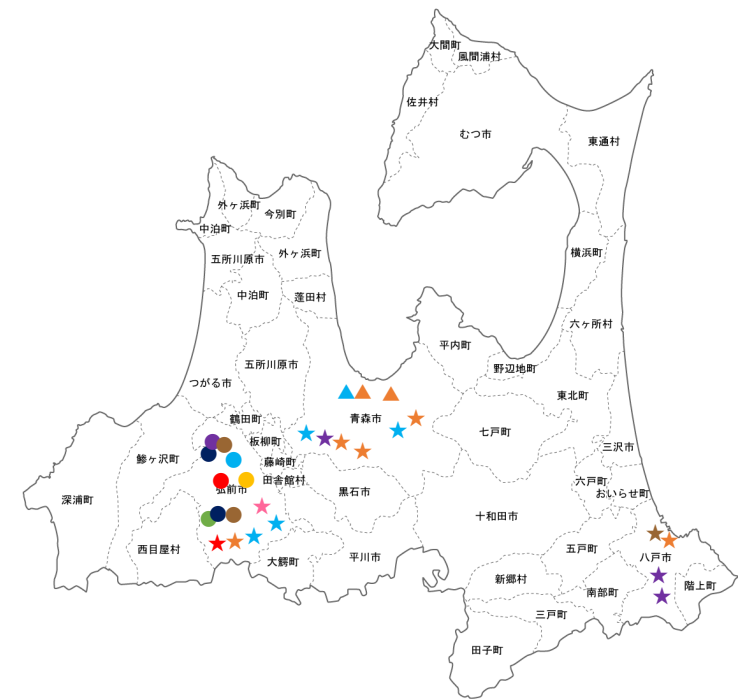 大間町
風間浦村
佐井村
むつ市
東通村
外ヶ浜町
今別町
中泊町
五所川原市
外ヶ浜町
横浜町
中泊町
蓬田村
六ヶ所村
平内町
五所川原市
野辺地町
つがる市
東北町
鶴田町
青森市
七戸町
板柳町
三沢市
鰺ヶ沢町
藤崎町
田舎館村
六戸町
弘前市
黒石市
おいらせ町
深浦町
十和田市
西目屋村
大鰐町
平川市
五戸町
八戸市
新郷村
南部町
階上町
三戸町
田子町